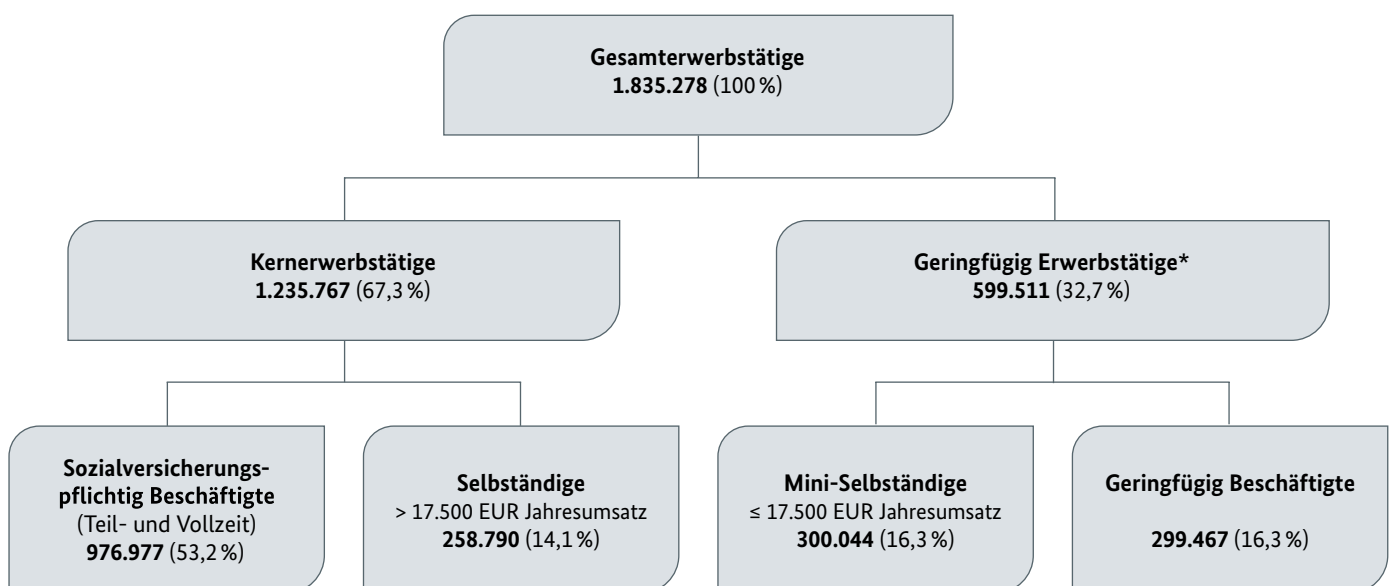 Gesamterwerbstätige
1.835.278 (100 %)
Kernerwerbstätige
1.235.767 (67,3 %)
Geringfügig Erwerbstätige*
599.511 (32,7 %)
Sozialversicherungs-
pflichtig Beschäftigte
(Teil- und Vollzeit)
976.977 (53,2 %)
Selbständige
> 17.500 EUR Jahresumsatz
258.790 (14,1 %)
Mini-Selbständige
≤ 17.500 EUR Jahresumsatz
300.044 (16,3 %)
Geringfügig Beschäftigte
299.467 (16,3 %)